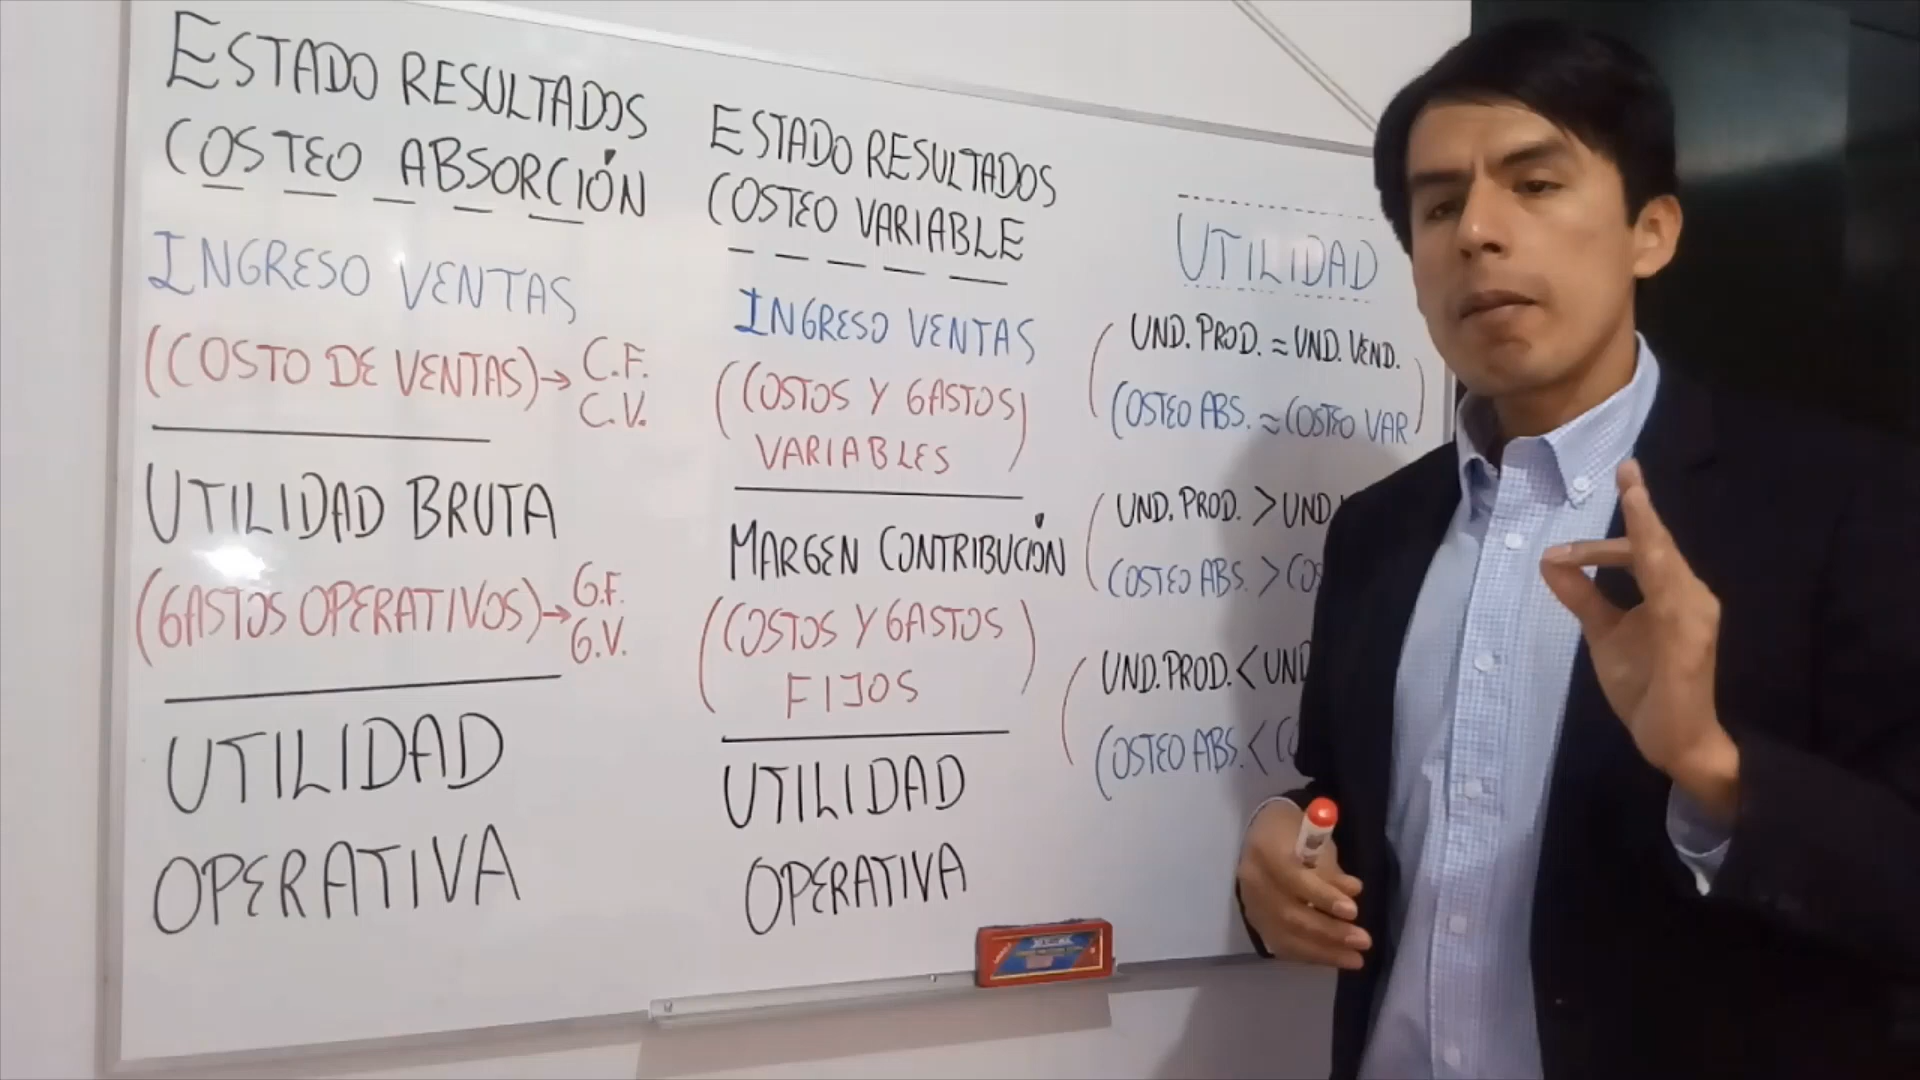 ESTADO RESULTADOS
COSTEO ABSORCIÓN
INGRESO VENTAS
(COSTO DE VENTAS)→ C.F.
C.V.
UTILIDAD BRUTA
(GASTOS OPERATIVOS)→ G.F.
G.V.
UTILIDAD
OPERATIVA
ESTADO RESULTADOS
COSTEO VARIABLE
INGRESO VENTAS
(COSTOS Y GASTOS
VARIABLES)
MARGEN CONTRIBUCIÓN
(COSTOS Y GASTOS
FIJOS)
UTILIDAD
OPERATIVA
UTILIDAD
(UND. PROD. ≈ UND. VEND.
COSTEO ABS. ≈ COSTEO VAR)
(UND. PROD. > UND.
COSTEO ABS. > CO
(UND. PROD. < UND
COSTEO ABS. < CO